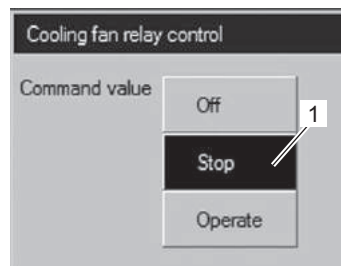 Cooling fan relay control
Command value
Off
1
Stop
Operate